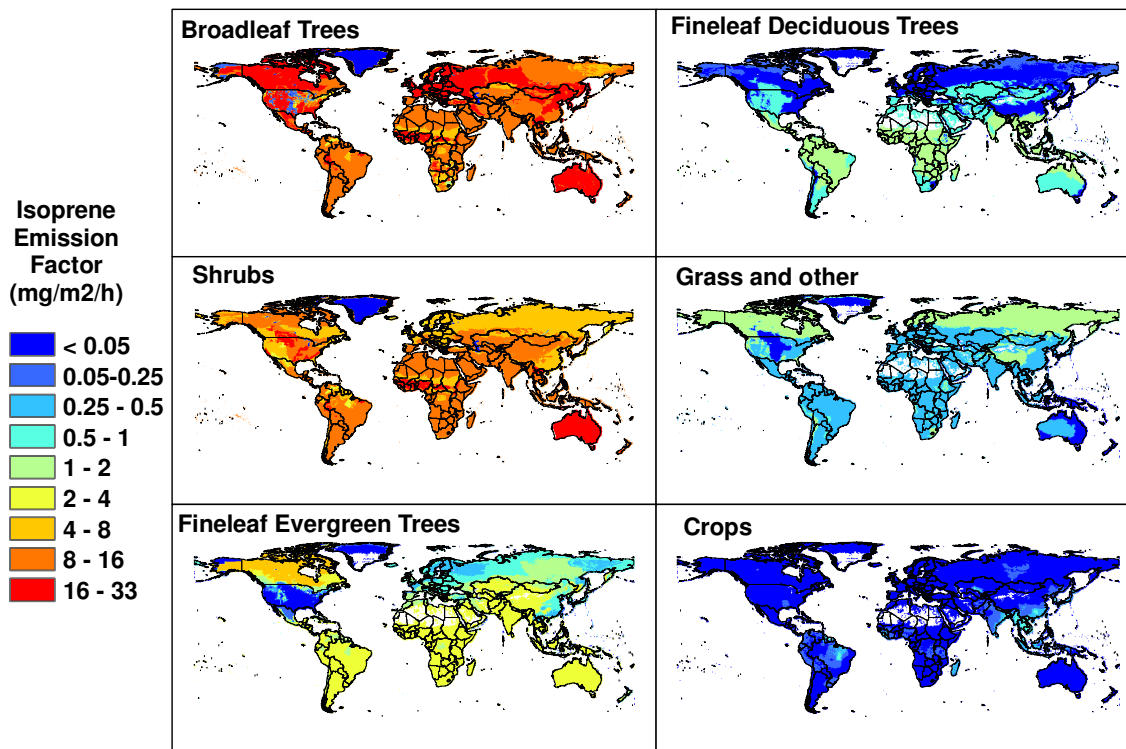 Broadleaf Trees
Fineleaf Deciduous Trees
Isoprene
Emission
Factor
(mg/m2/h)
< 0.05
0.05-0.25
0.25 - 0.5
0.5 - 1
1 - 2
2 - 4
4 - 8
8 - 16
16 - 33
Shrubs
Grass and other
Fineleaf Evergreen Trees
Crops